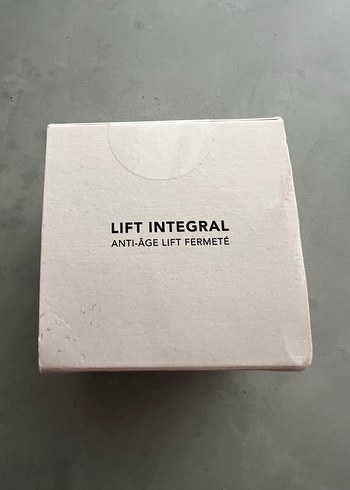 LIFT INTEGRAL
ANTI-ÂGE LIFT FERMETÉ